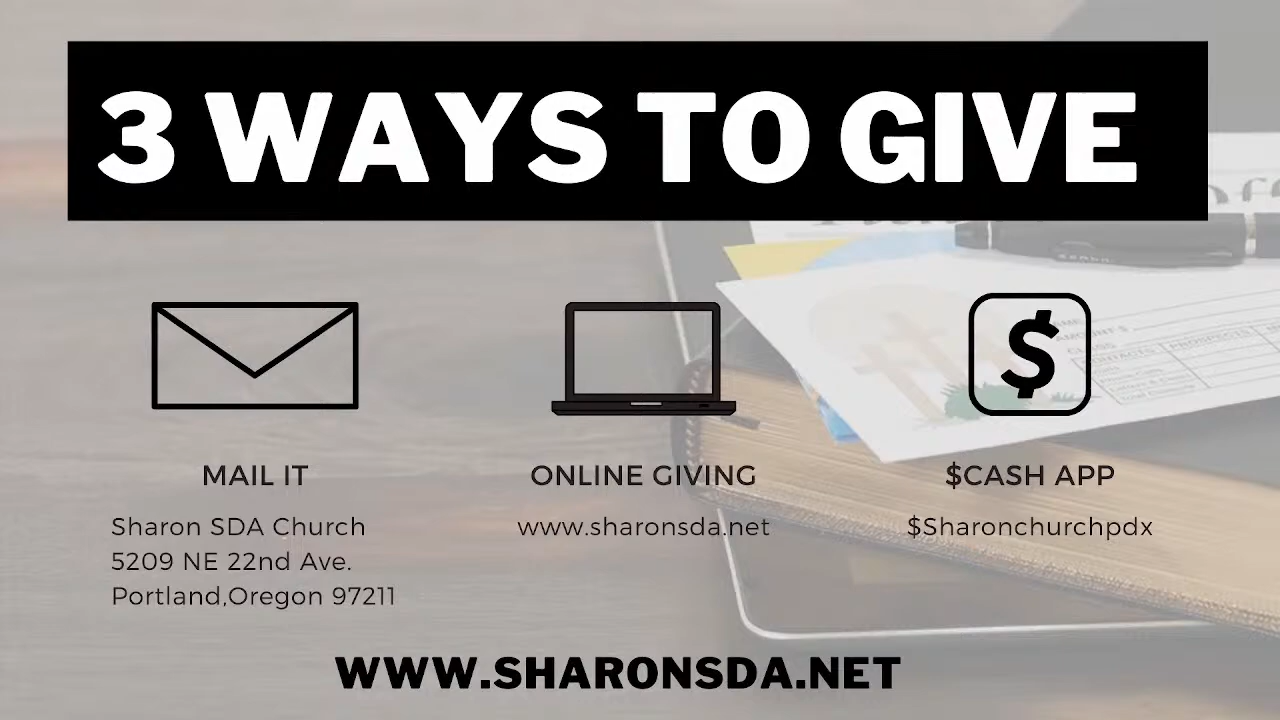 3 WAYS TO GIVE
$
MAIL IT
Sharon SDA Church
5209 NE 22nd Ave.
Portland,Oregon 97211
ONLINE GIVING
www.sharonsda.net
$CASH APP
$Sharonchurchpdx
WWW.SHARONSDA.NET